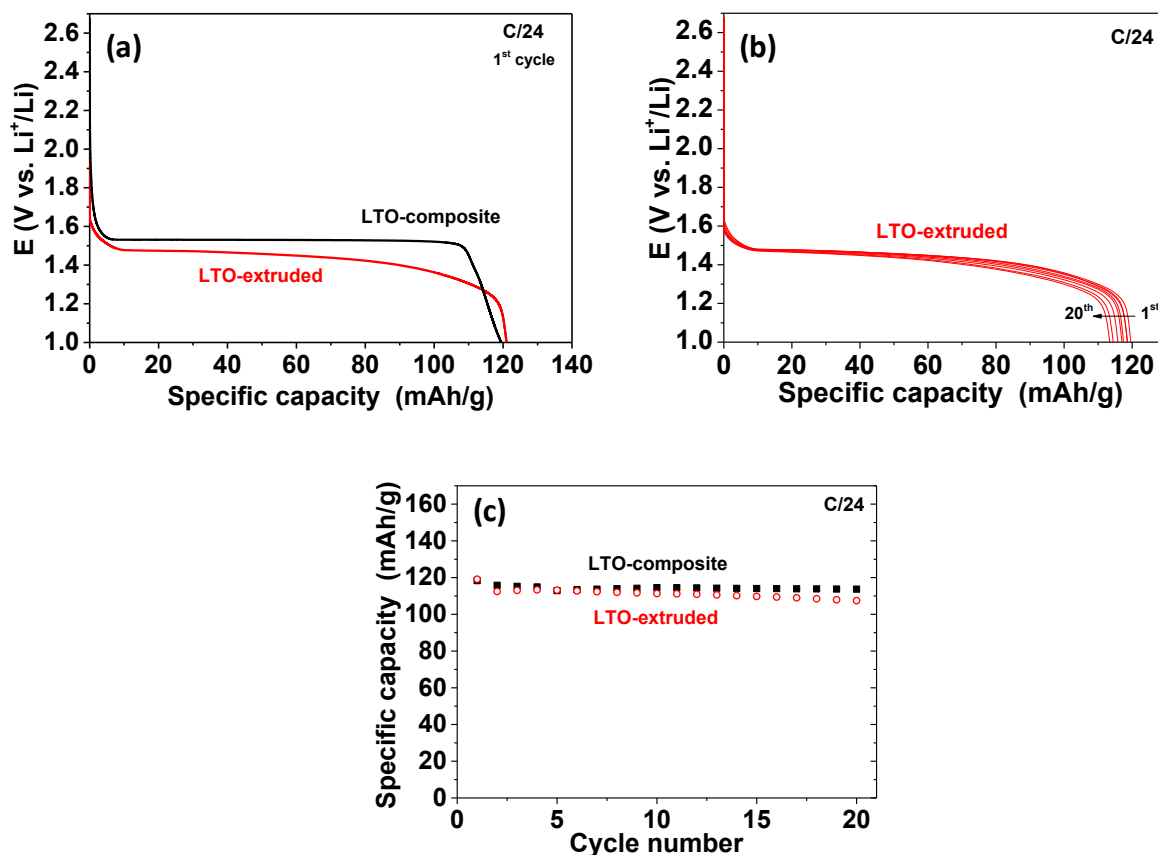 (a)
C/24
1st cycle
LTO-composite
LTO-extruded
E (V vs. Li+/Li)
2.6
2.4
2.2
2.0
1.8
1.6
1.4
1.2
1.0
0 20 40 60 80 100 120 140
Specific capacity (mAh/g)
(b)
C/24
LTO-extruded
20th 1st
E (V vs. Li+/Li)
2.6
2.4
2.2
2.0
1.8
1.6
1.4
1.2
1.0
0 20 40 60 80 100 120
Specific capacity (mAh/g)
(c)
C/24
LTO-composite
LTO-extruded
Specific capacity (mAh/g)
160
140
120
100
80
60
40
20
0
0 5 10 15 20
Cycle number